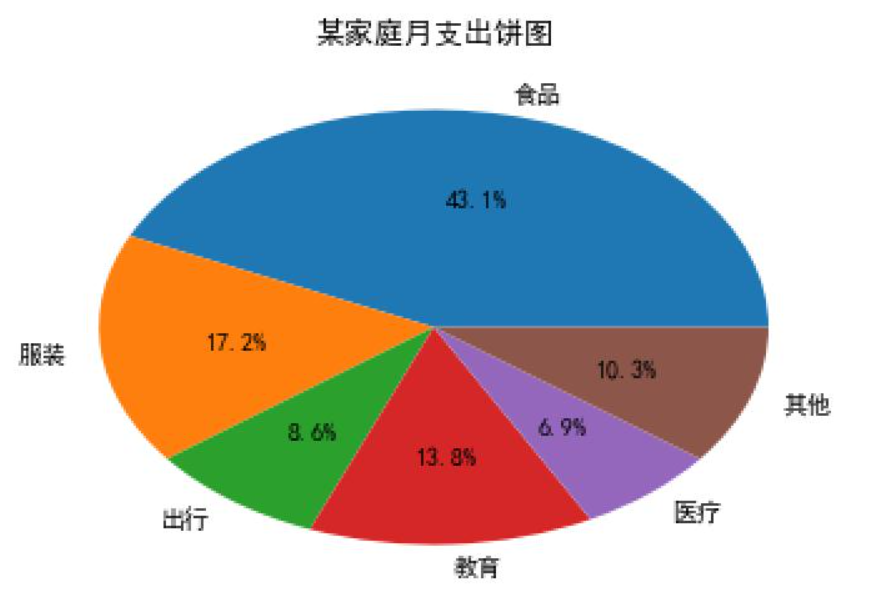 某家庭月支出饼图
食品
43.1%
服装
17.2%
10.3%
其他
8.6%
13.8%
6.9%
出行
教育
医疗